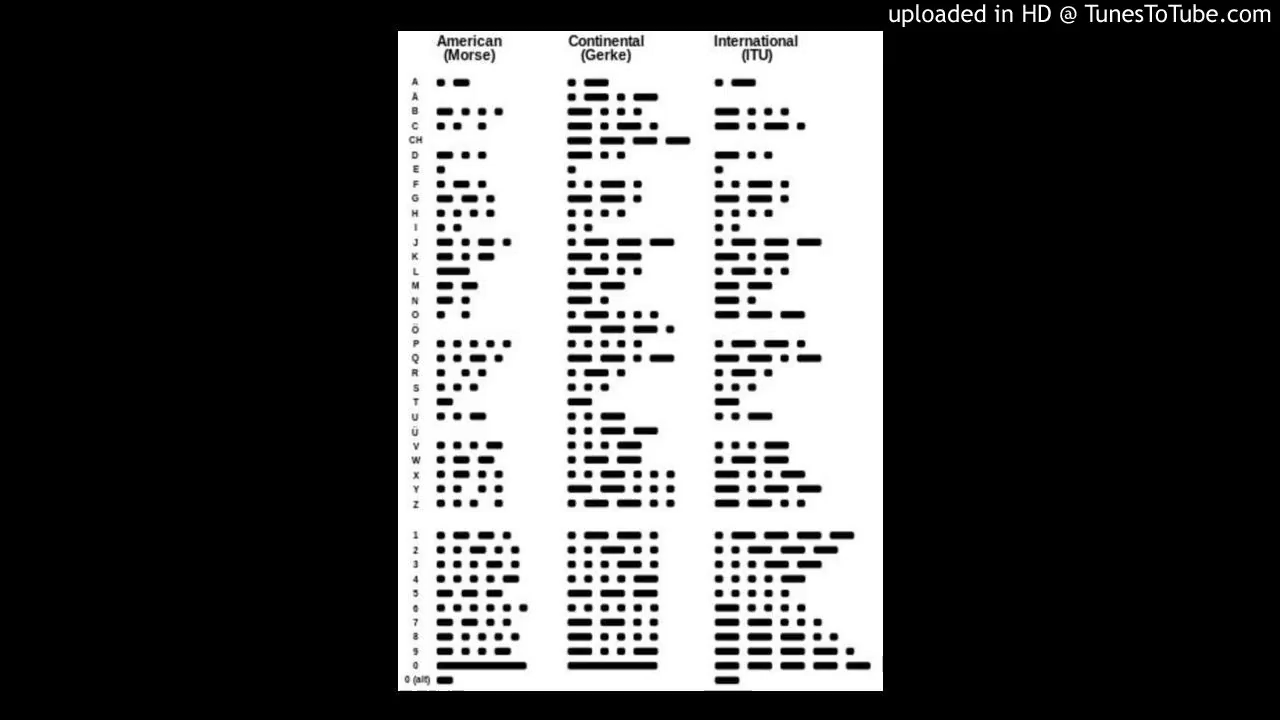 uploaded in HD @ TunesToTube.com
American Continental International
(Morse) (Gerke) (ITU)
A
Ä
B
C
CH
D
E
F
G
H
I
J
K
L
M
N
O
Ö
P
Q
R
S
T
U
Ü
V
W
X
Y
Z
1
2
3
4
5
6
7
8
9
0
0 (alt)